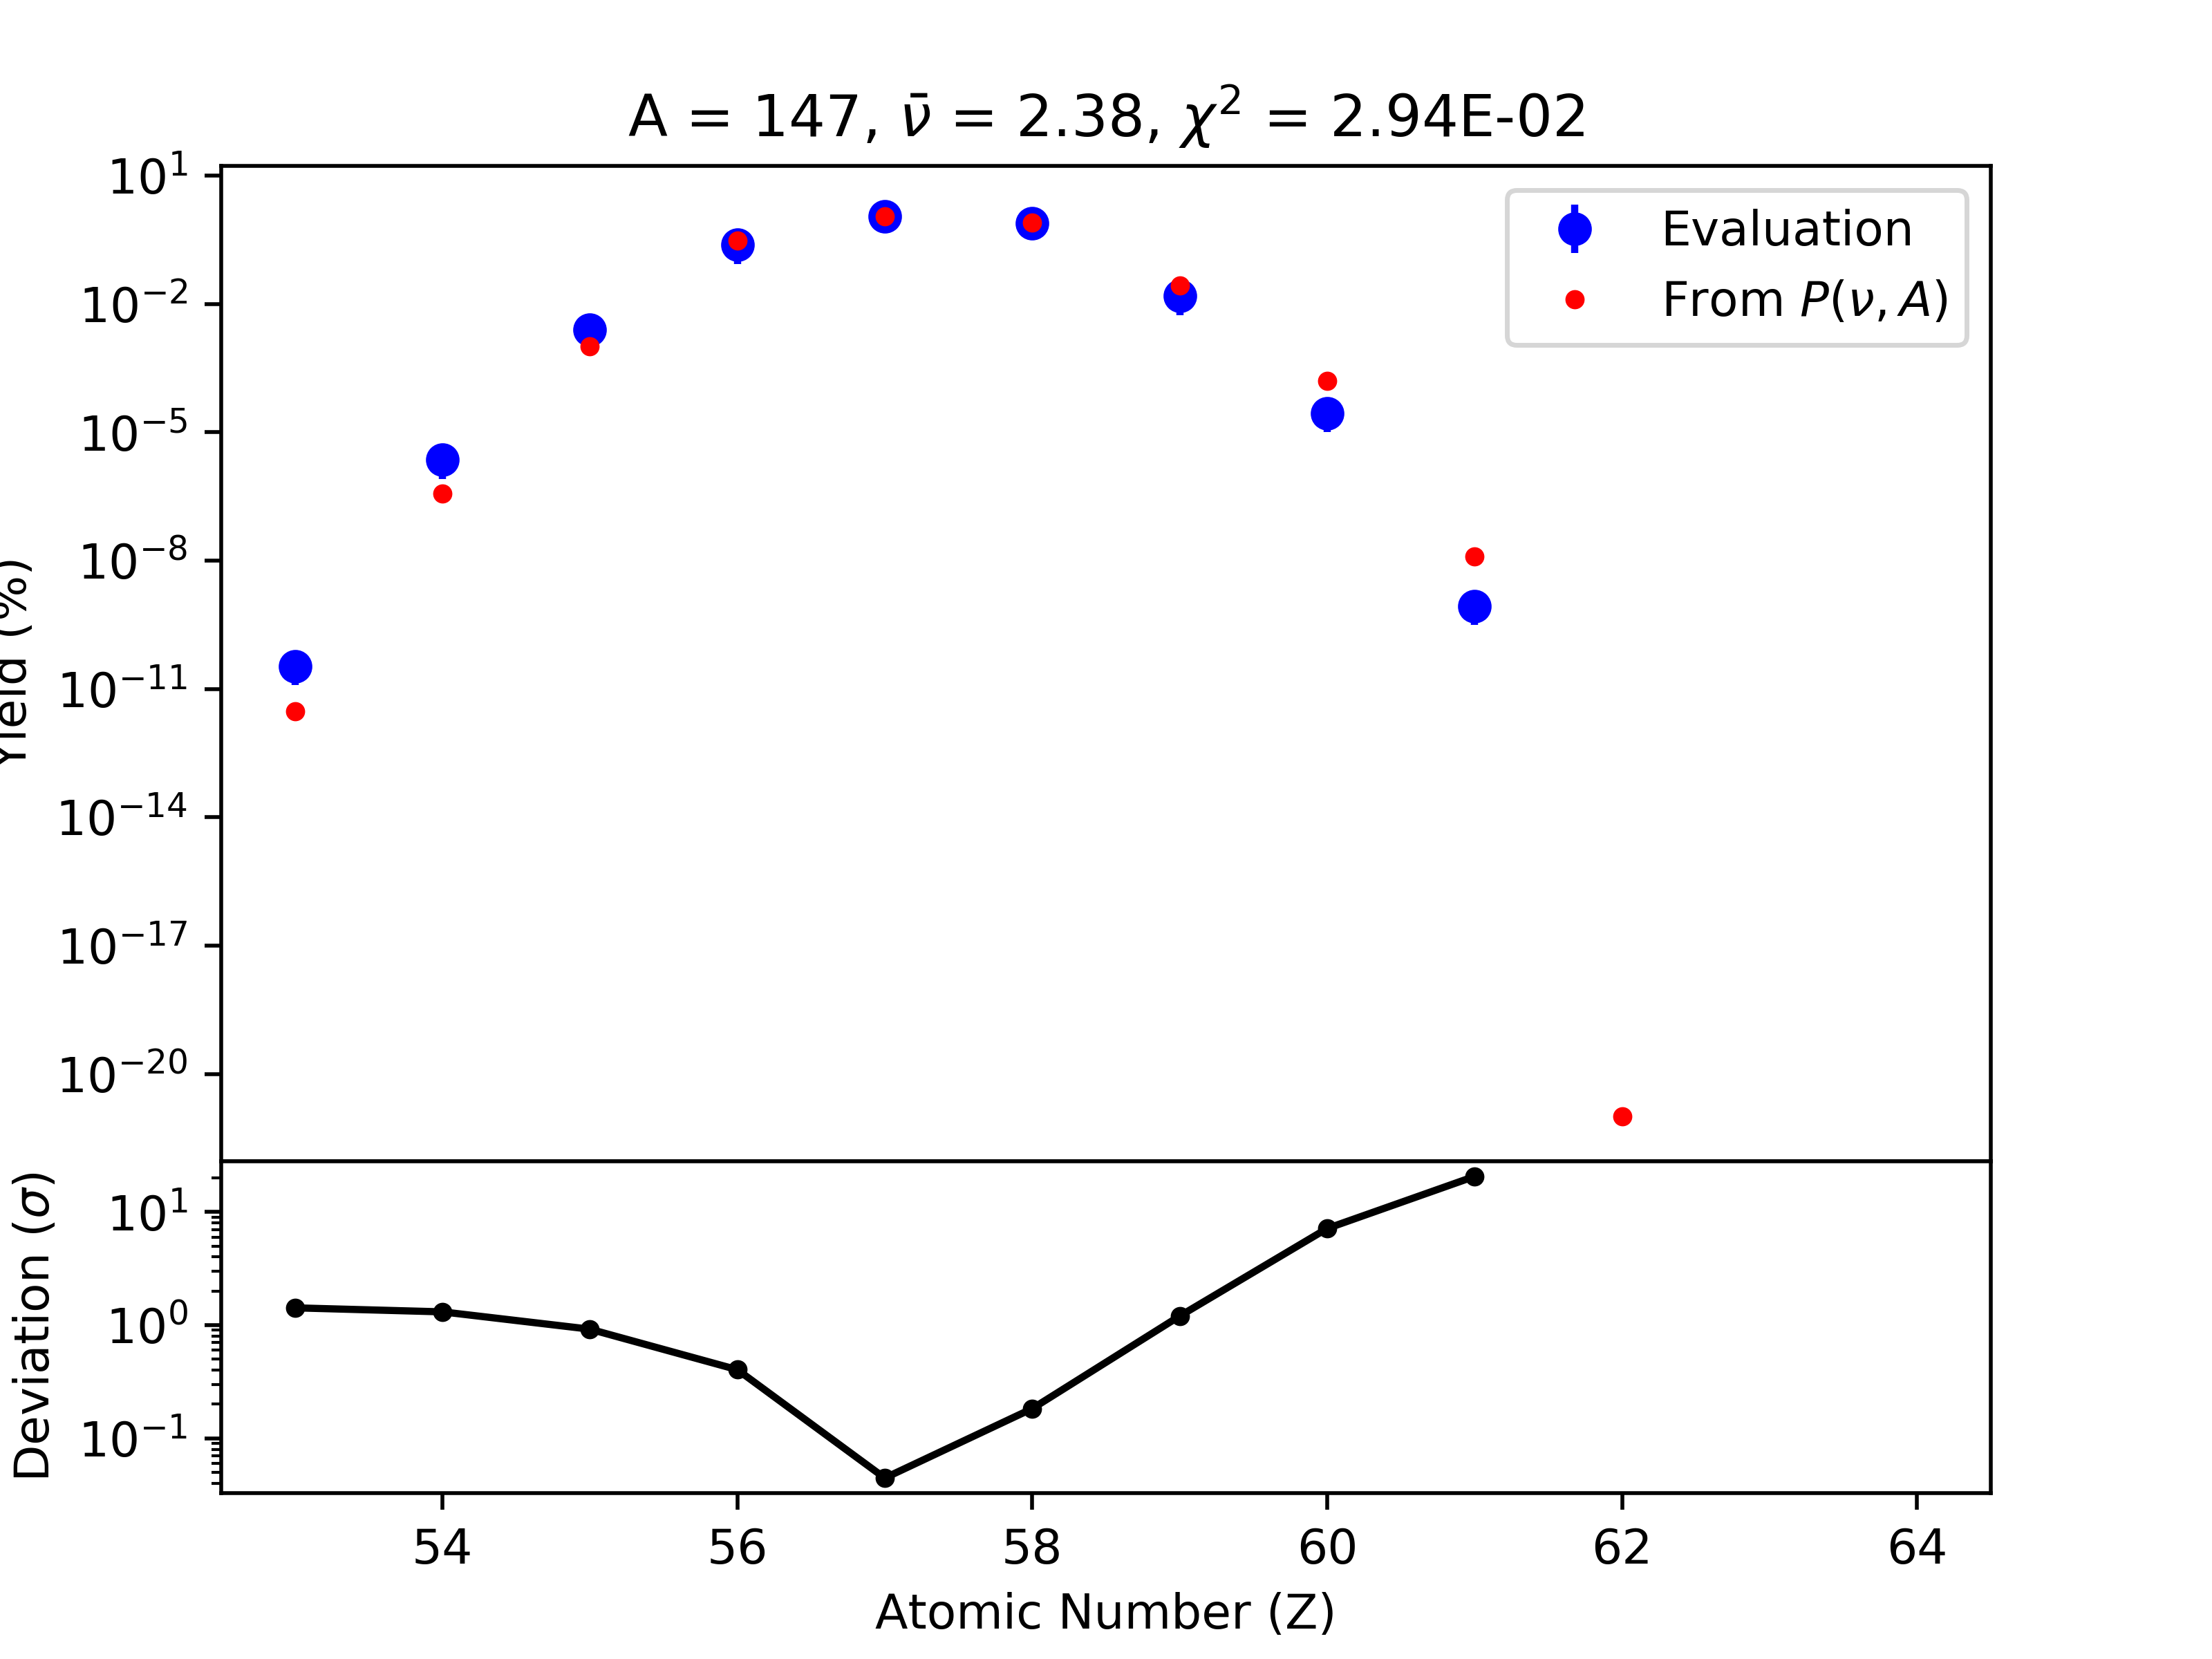 A = 147, ν̄ = 2.38, χ² = 2.94E-02
Evaluation
From P(ν, A)
Yield (%)
10¹
10⁻²
10⁻⁵
10⁻⁸
10⁻¹¹
10⁻¹⁴
10⁻¹⁷
10⁻²⁰
Deviation (σ)
10¹
10⁰
10⁻¹
54 56 58 60 62 64
Atomic Number (Z)